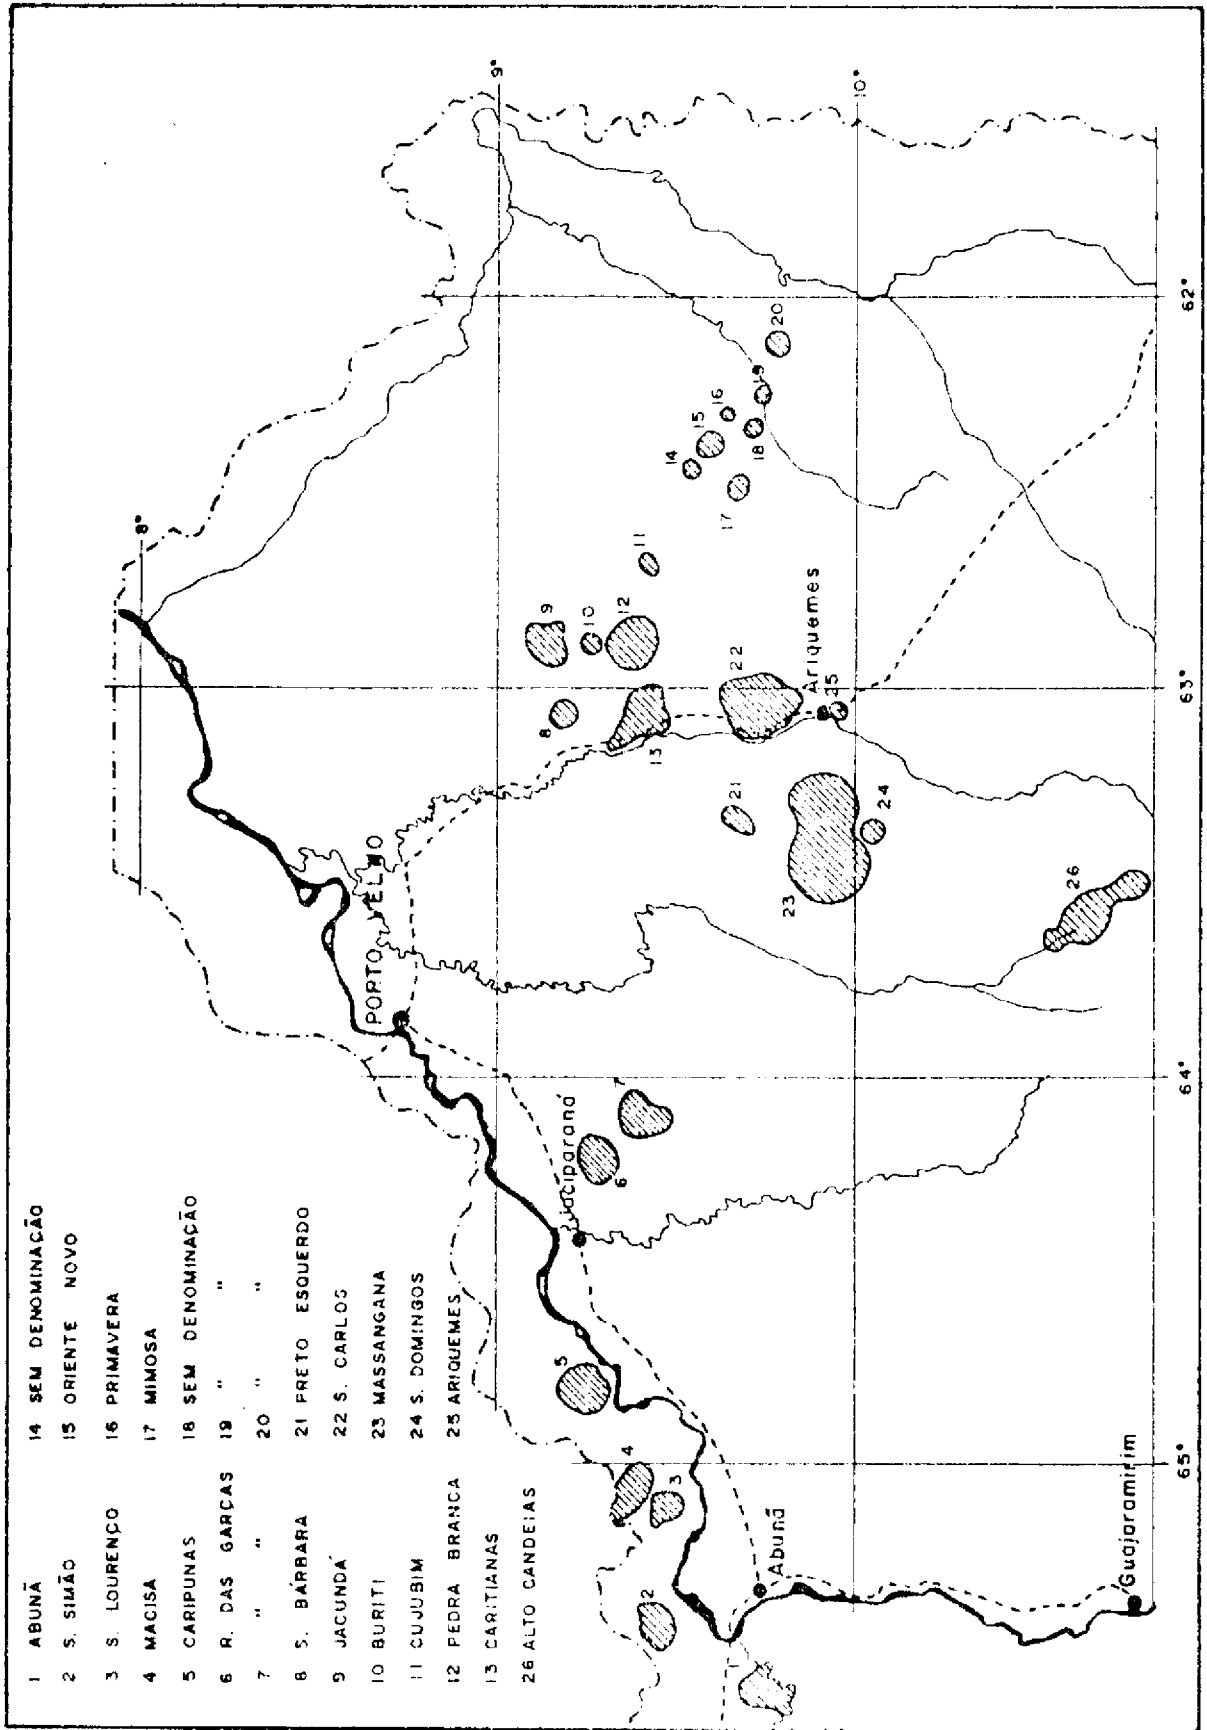 1 ABUNÃ
2 S. SIMÃO
3 S. LOURENÇO
4 MACISA
5 CARIPUNAS
6 R. DAS GARÇAS
7 " " "
8 S. BÁRBARA
9 JACUNDÁ
10 BURITI
11 CUJUBIM
12 PEDRA BRANCA
13 CARITIANAS
26 ALTO CANDEIAS
14 SEM DENOMINAÇÃO
15 ORIENTE NOVO
16 PRIMAVERA
17 MIMOSA
18 SEM DENOMINAÇÃO
19 " "
20 " "
21 PRETO ESQUERDO
22 S. CARLOS
23 MASSANGANA
24 S. DOMINGOS
25 ARIQUEMES
8°
9°
10°
62°
63°
64°
65°
PORTO VELHO
Jaciparaná
Ariquemes
Abunã
Guajaramirim
1
2
3
4
5
6
7
8
9
10
11
12
13
14
15
16
17
18
19
20
21
22
23
24
25
26